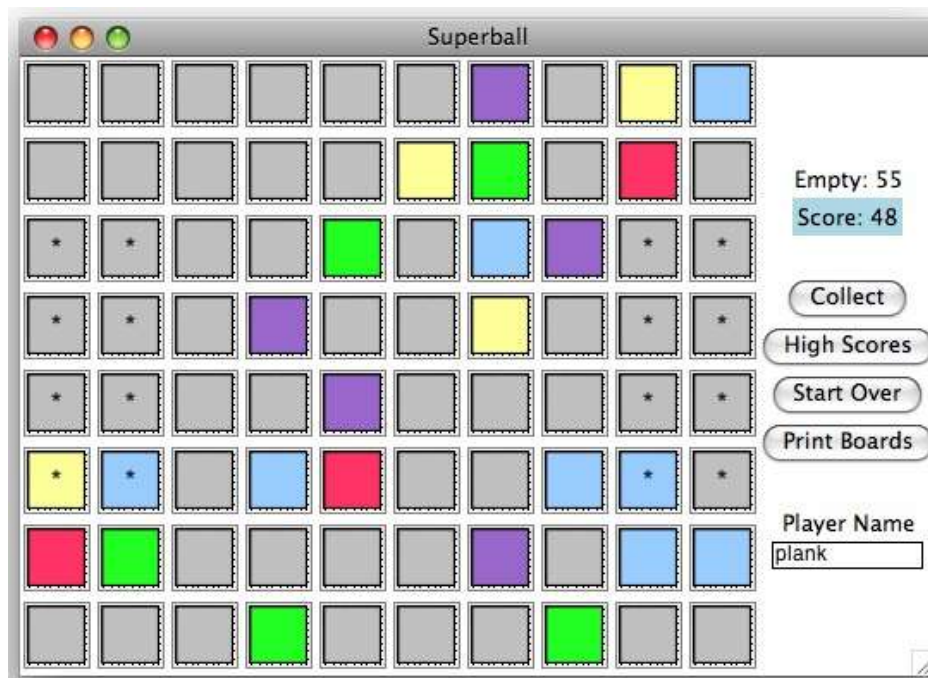 Superball
Empty: 55
Score: 48
* * * *
* * * *
Collect
High Scores
* * * *
Start Over
Print Boards
* * * *
Player Name
plank